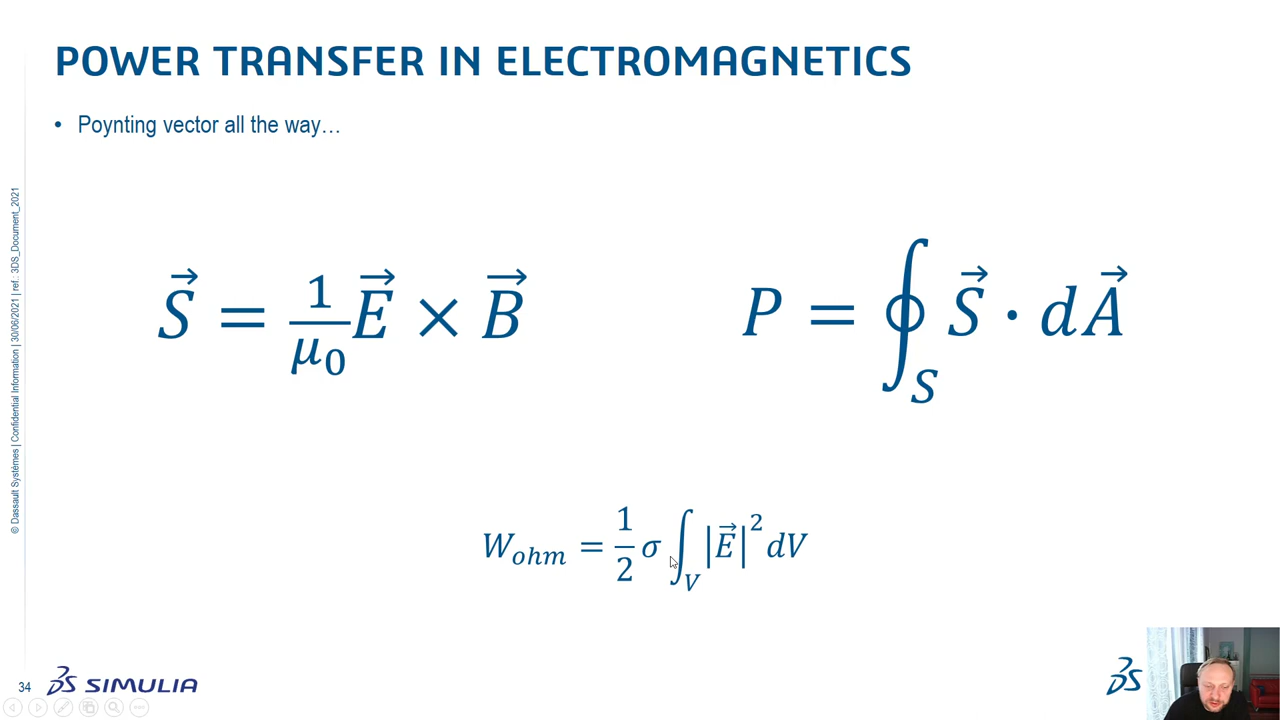 POWER TRANSFER IN ELECTROMAGNETICS
• Poynting vector all the way…
© Dassault Systèmes | Confidential Information | 30/06/2021 | ref.: 3DS_Document_2021
$\vec{S} = \frac{1}{\mu_0} \vec{E} \times \vec{B}$
$P = \oint_S \vec{S} \cdot d\vec{A}$
$W_{ohm} = \frac{1}{2} \sigma \int_V |\vec{E}|^2 dV$
34
3DS SIMULIA
3DS